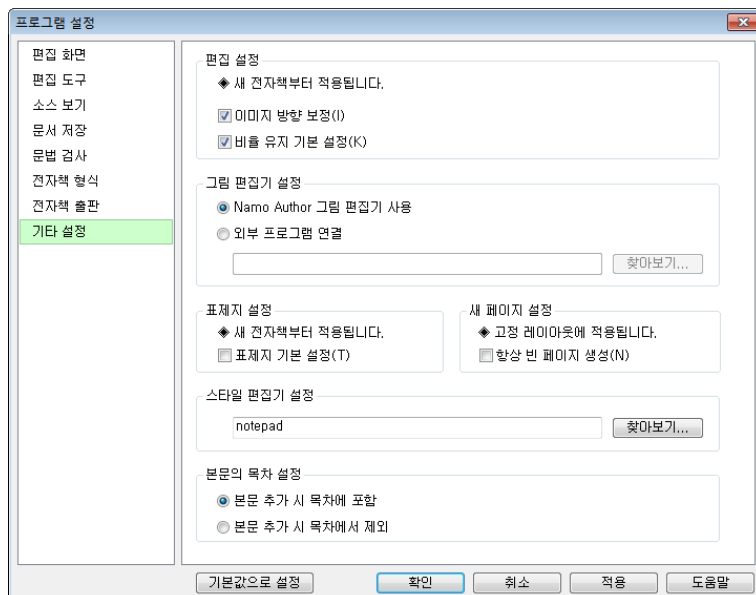 프로그램 설정
편집 화면
편집 도구
소스 보기
문서 저장
문법 검사
전자책 형식
전자책 출판
기타 설정
편집 설정
◈ 새 전자책부터 적용됩니다.
이미지 방향 보정(I)
비율 유지 기본 설정(K)
그림 편집기 설정
Namo Author 그림 편집기 사용
외부 프로그램 연결
찾아보기...
표제지 설정
◈ 새 전자책부터 적용됩니다.
표제지 기본 설정(T)
새 페이지 설정
◈ 고정 레이아웃에 적용됩니다.
항상 빈 페이지 생성(N)
스타일 편집기 설정
notepad
찾아보기...
본문의 목차 설정
본문 추가 시 목차에 포함
본문 추가 시 목차에서 제외
기본값으로 설정
확인
취소
적용
도움말